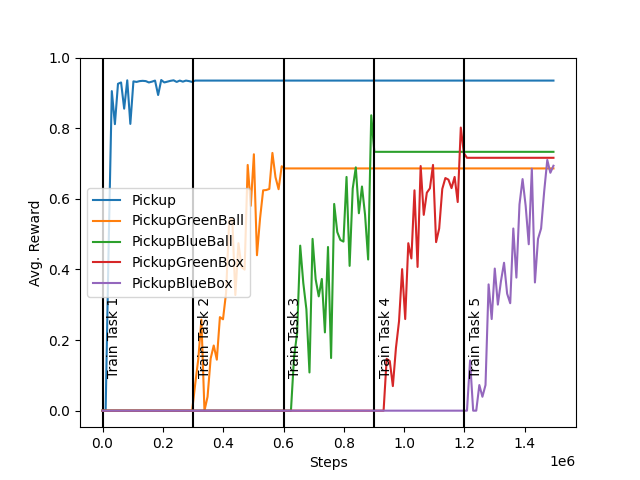 1.0
0.8
0.6
0.4
0.2
0.0
Avg. Reward
Pickup
PickupGreenBall
PickupBlueBall
PickupGreenBox
PickupBlueBox
Train Task 1
Train Task 2
Train Task 3
Train Task 4
Train Task 5
0.0 0.2 0.4 0.6 0.8 1.0 1.2 1.4
1e6
Steps